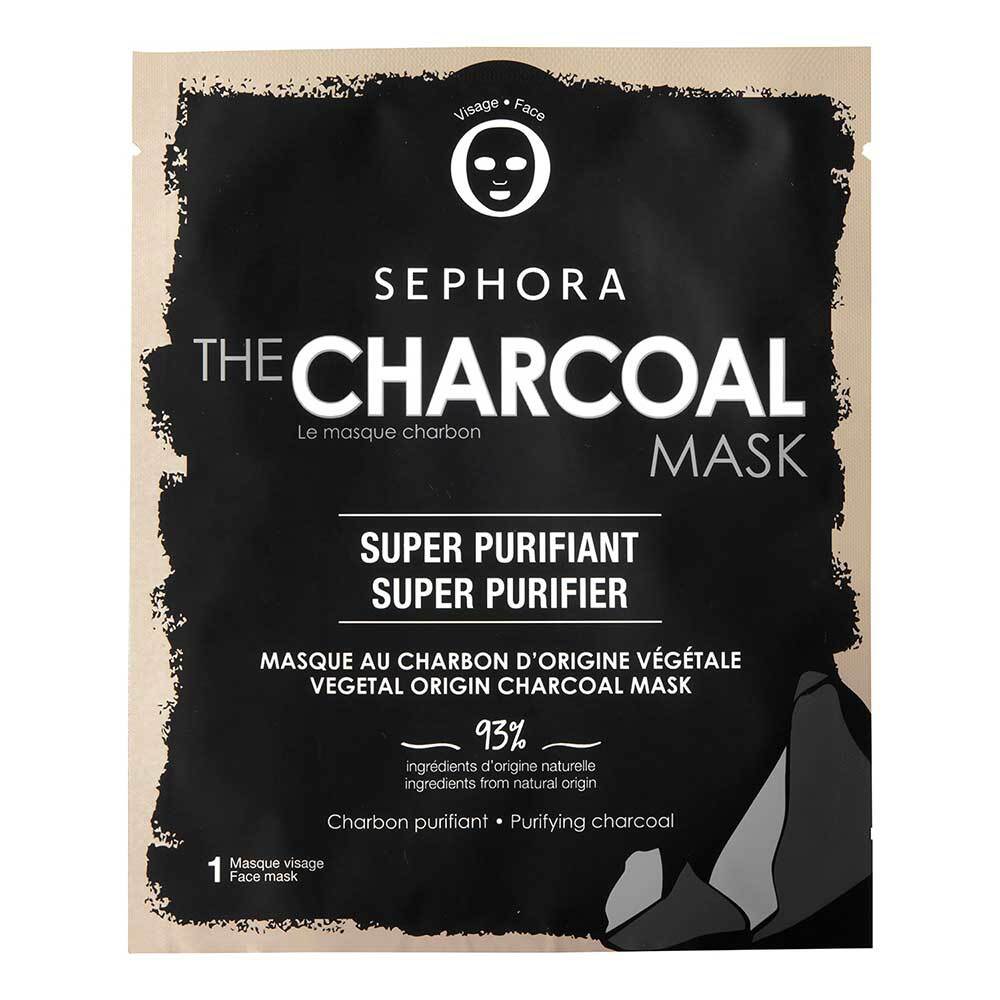 Visage • Face
SEPHORA
THE CHARCOAL
Le masque charbon
MASK
SUPER PURIFIANT
SUPER PURIFIER
MASQUE AU CHARBON D'ORIGINE VÉGÉTALE
VEGETAL ORIGIN CHARCOAL MASK
93%
ingrédients d'origine naturelle
ingredients from natural origin
Charbon purifiant • Purifying charcoal
1 Masque visage
Face mask